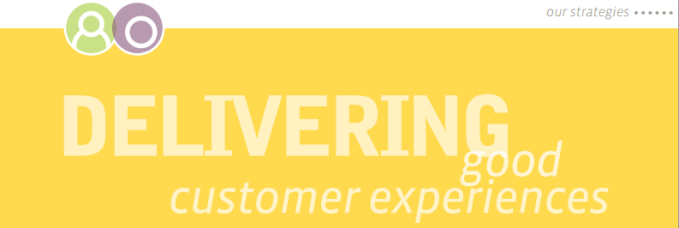 our strategies ••••••
DELIVERING
good
customer experiences